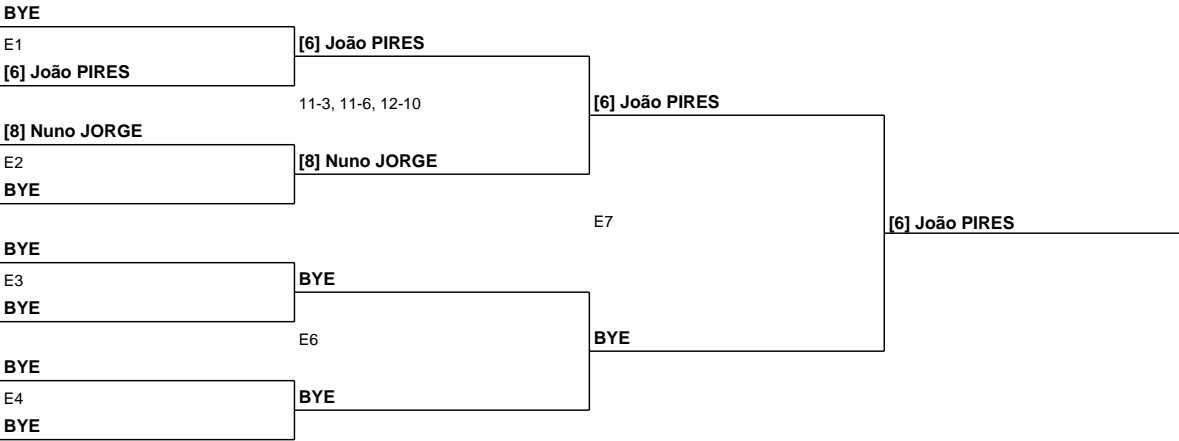 BYE
E1
[6] João PIRES
[6] João PIRES
11-3, 11-6, 12-10
[6] João PIRES
[8] Nuno JORGE
E2
[8] Nuno JORGE
BYE
E7
[6] João PIRES
BYE
E3
BYE
BYE
E6
BYE
BYE
E4
BYE
BYE